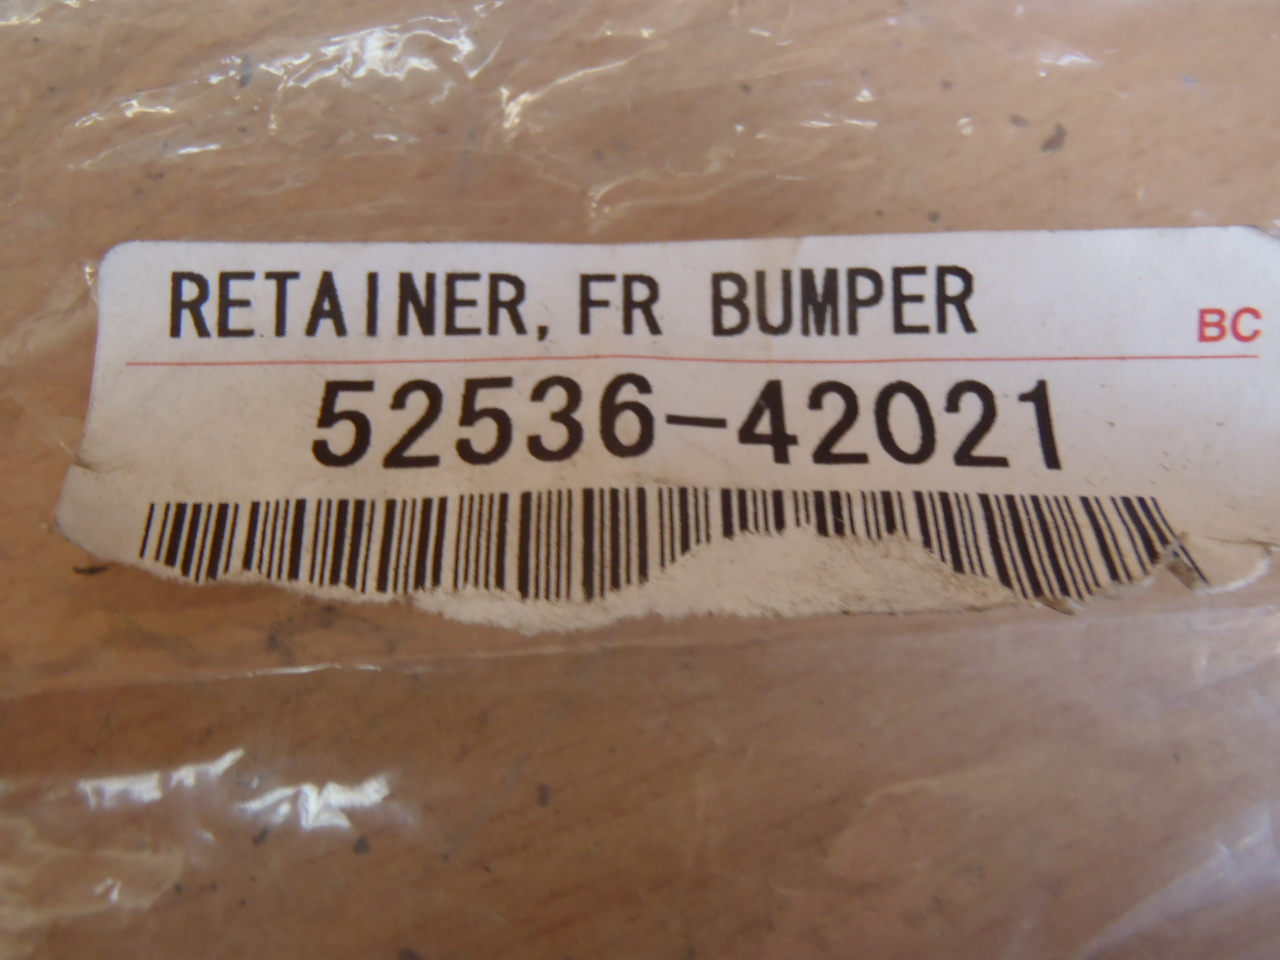 RETAINER, FR BUMPER
BC
52536-42021